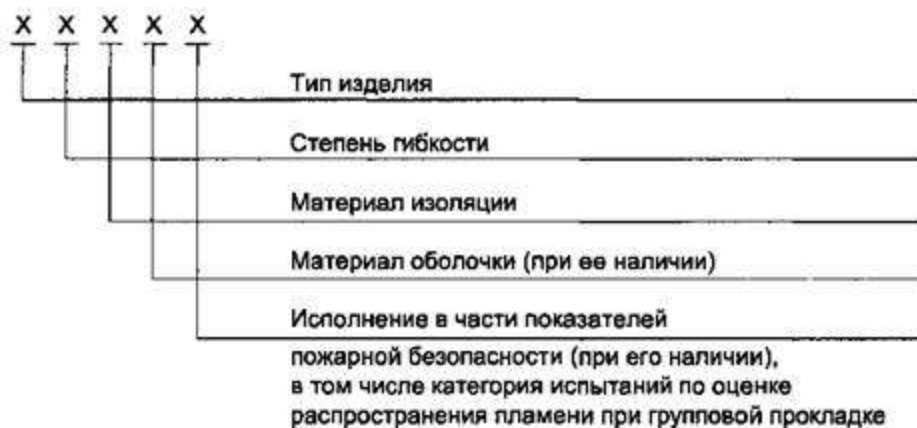 Х Х Х Х Х
Тип изделия
Степень гибкости
Материал изоляции
Материал оболочки (при ее наличии)
Исполнение в части показателей
пожарной безопасности (при его наличии),
в том числе категория испытаний по оценке
распространения пламени при групповой прокладке